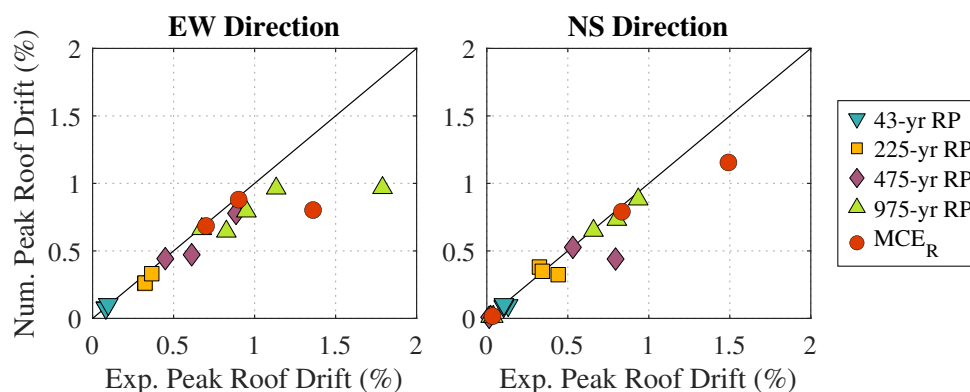 EW Direction
Num. Peak Roof Drift (%)
2
1.5
1
0.5
0
0 0.5 1 1.5 2
Exp. Peak Roof Drift (%)
NS Direction
2
1.5
1
0.5
0
0 0.5 1 1.5 2
Exp. Peak Roof Drift (%)
43-yr RP
225-yr RP
475-yr RP
975-yr RP
MCE_R